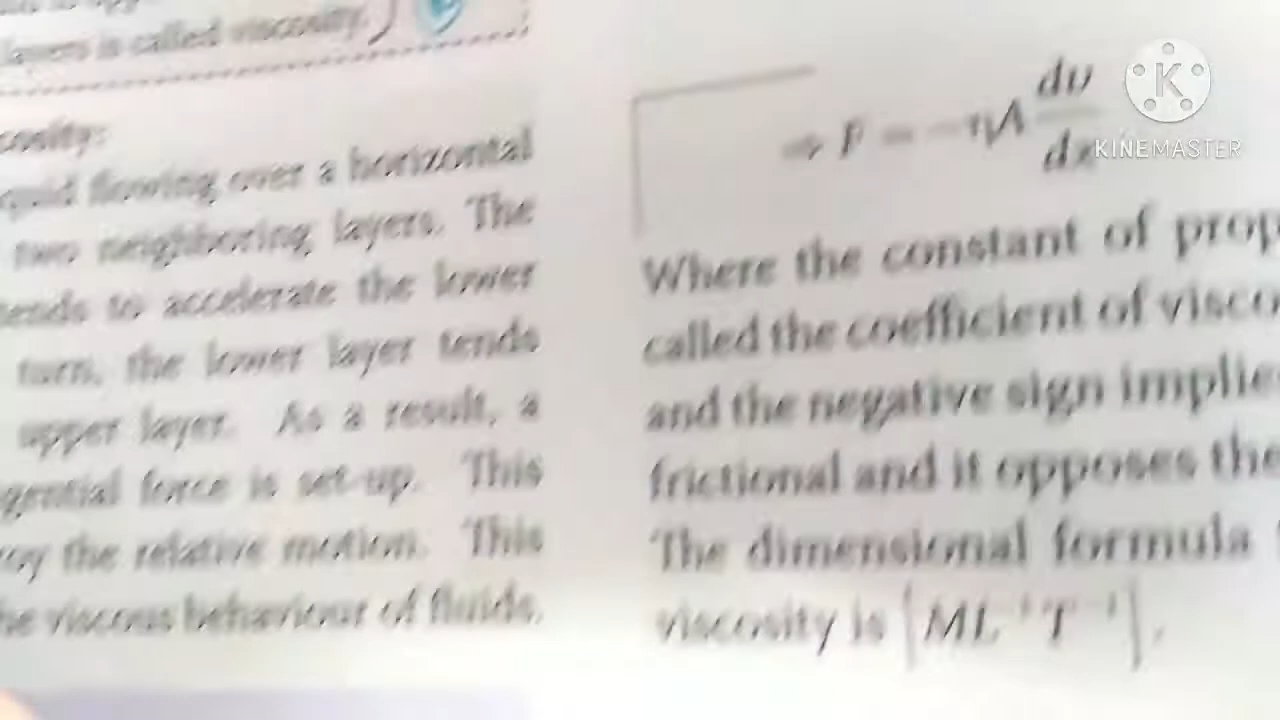 layers is called viscosity.
cosity:
quid flowing over a horizontal
two neighboring layers. The
tends to accelerate the lower
turn, the lower layer tends
upper layer. As a result, a
gential force is set-up. This
oy the relative motion. This
he viscous behaviour of fluids.
⇒ F = −ηA dv/dx
Where the constant of prop
called the coefficient of visco
and the negative sign implie
frictional and it opposes the
The dimensional formula
viscosity is [ML⁻¹T⁻¹].
KINEMASTER